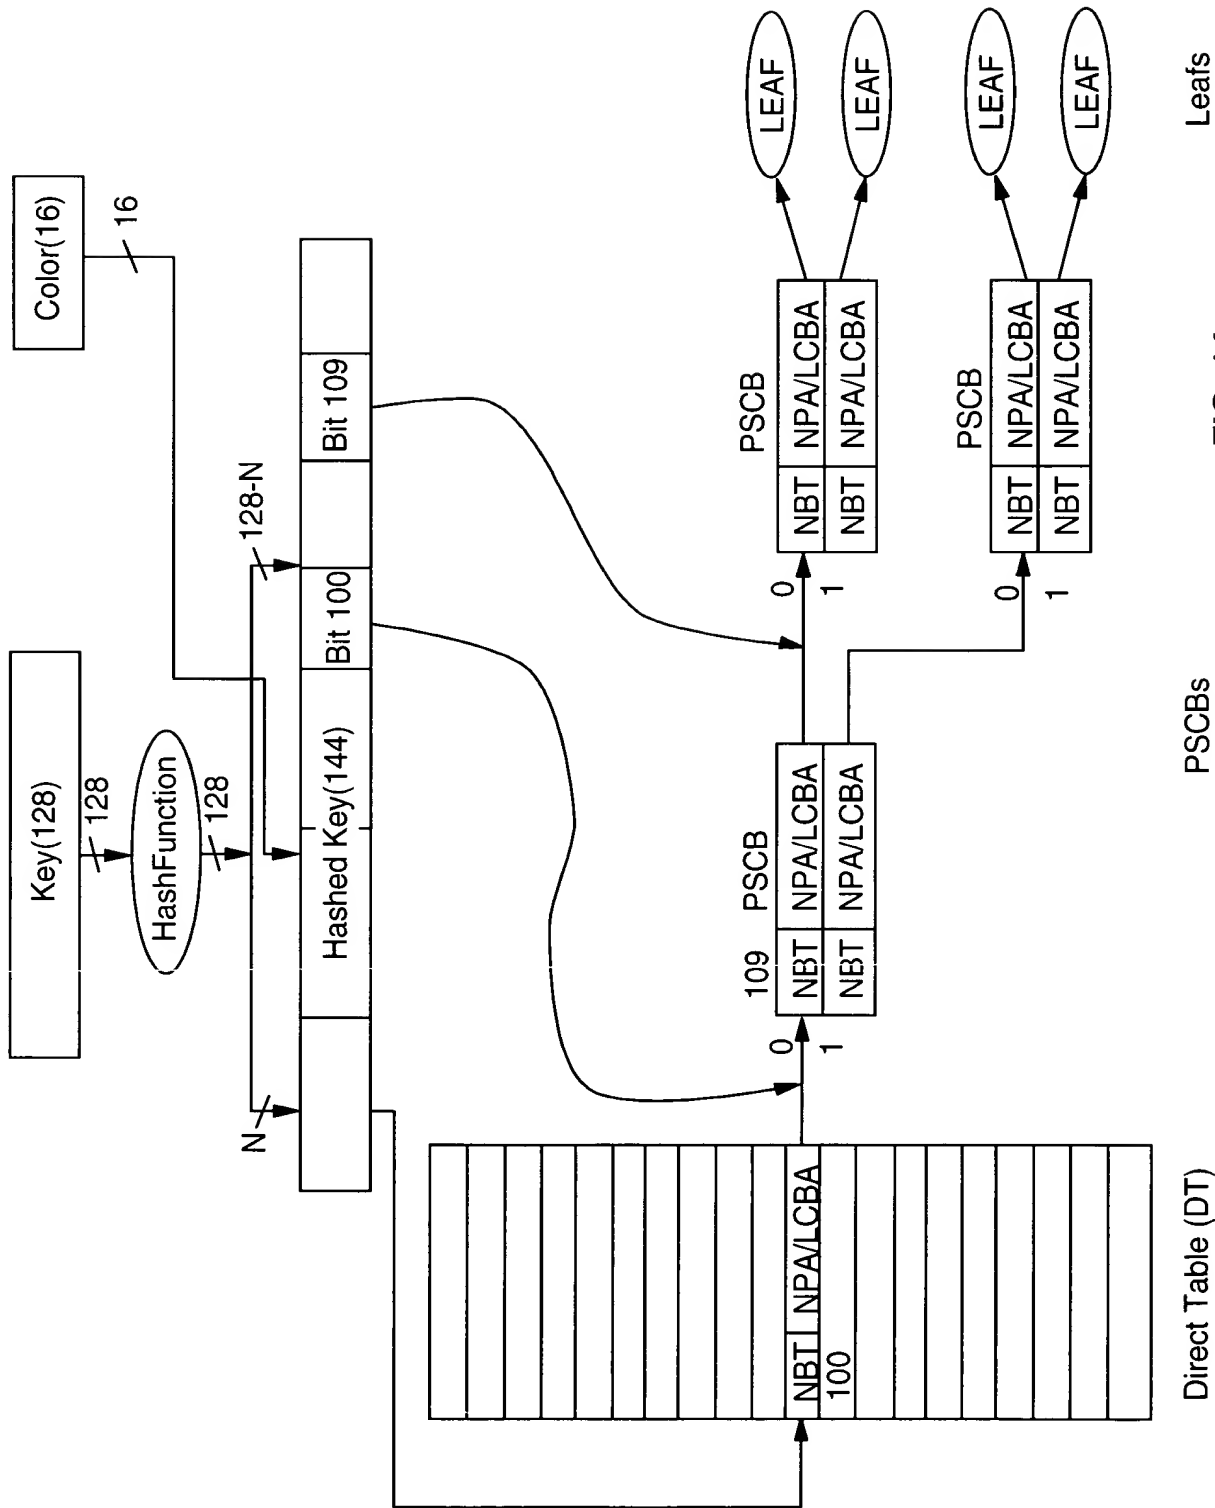 Key(128)
128
HashFunction
128
Color(16)
16
N
128-N
Hashed Key(144)
Bit 100
Bit 109
NBT NPA/LCBA
100
0
1
109
PSCB
NBT NPA/LCBA
NBT NPA/LCBA
0
1
PSCB
NBT NPA/LCBA
NBT NPA/LCBA
LEAF
LEAF
0
1
PSCB
NBT NPA/LCBA
NBT NPA/LCBA
LEAF
LEAF
Direct Table (DT)
PSCBs
Leafs